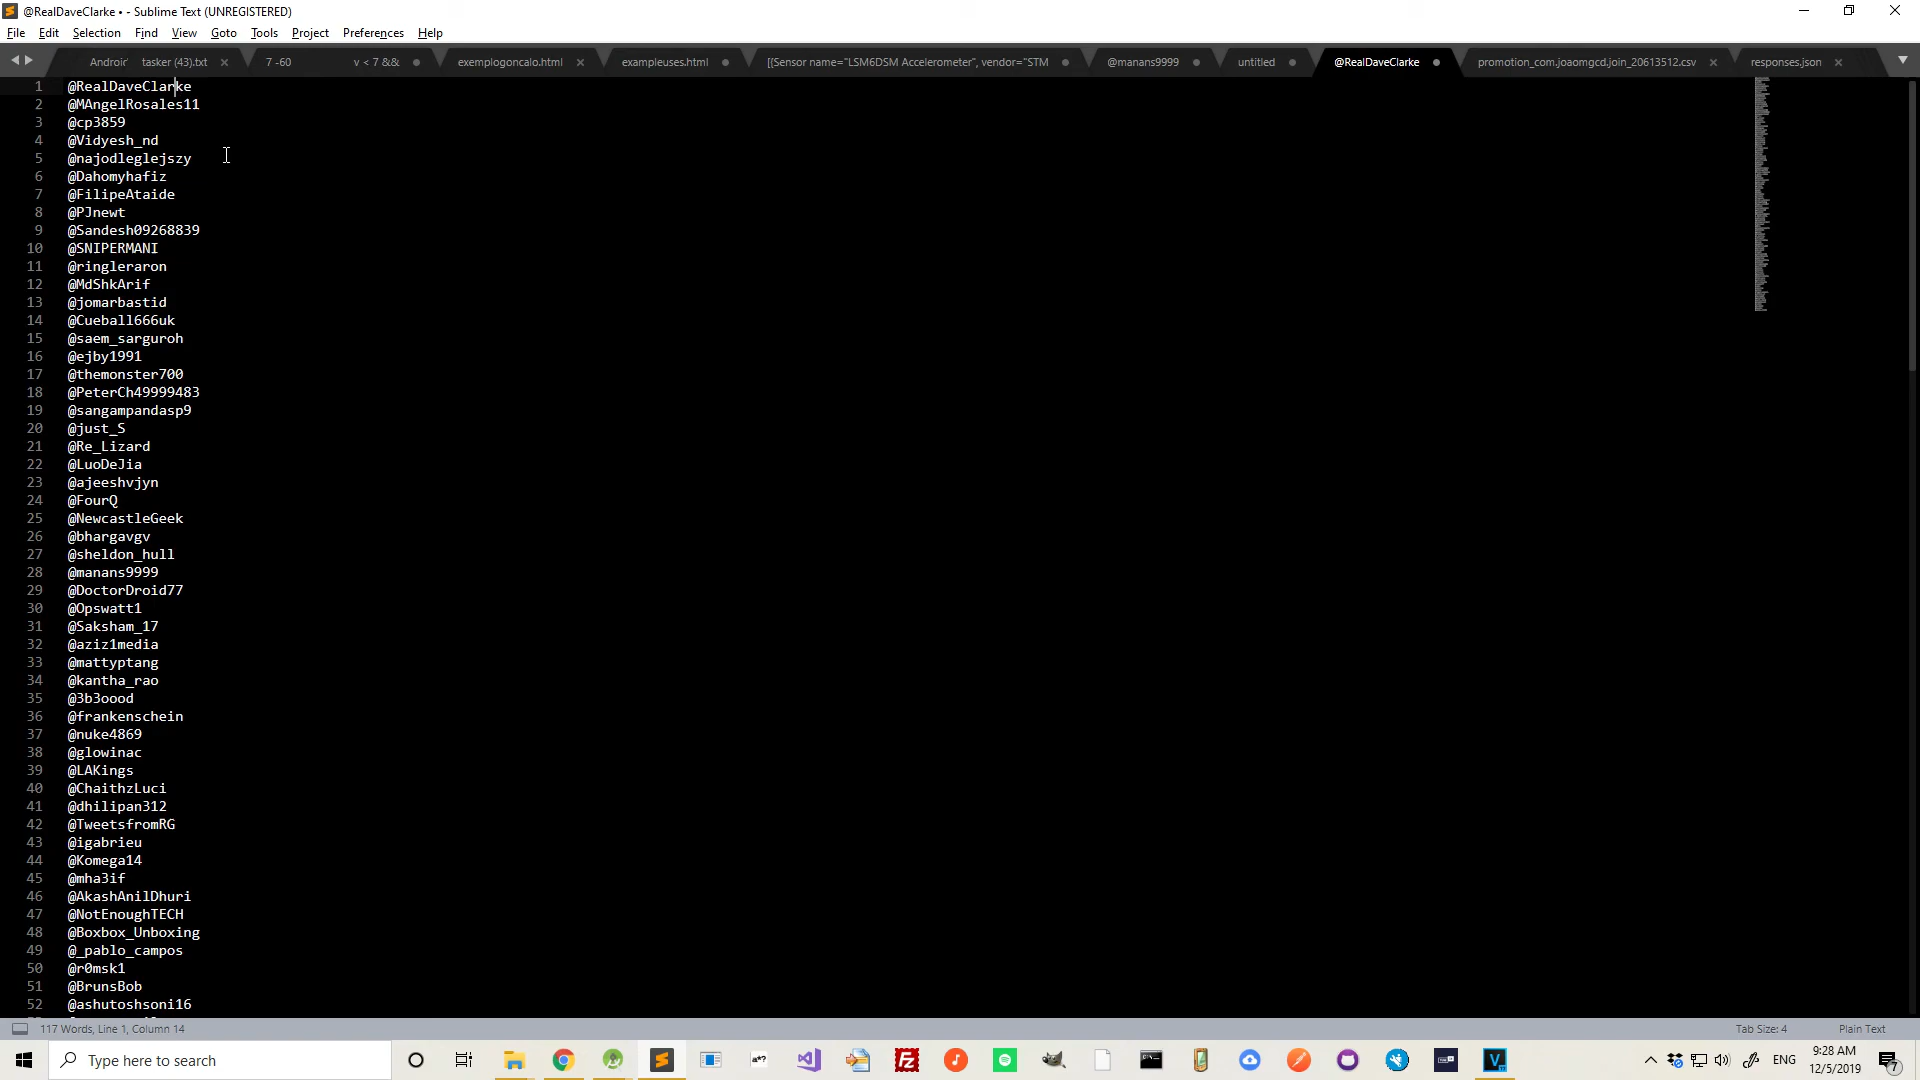 @RealDaveClarke • - Sublime Text (UNREGISTERED)
File Edit Selection Find View Goto Tools Project Preferences Help
Androir tasker (43).txt 7 -60 v < 7 && exemplogoncalo.html exampleuses.html [{Sensor name="LSM6DSM Accelerometer", vendor="STM @manans9999 untitled @RealDaveClarke promotion_com.joaomgcd.join_20613512.csv responses.json
1 @RealDaveClarke
2 @MAngelRosales11
3 @cp3859
4 @Vidyesh_nd
5 @najodleglejszy
6 @Dahomyhafiz
7 @FilipeAtaide
8 @PJnewt
9 @Sandesh09268839
10 @SNIPERMANI
11 @ringleraron
12 @MdShkArif
13 @jomarbastid
14 @Cueball666uk
15 @saem_sarguroh
16 @ejby1991
17 @themonster700
18 @PeterCh49999483
19 @sangampandasp9
20 @just_S
21 @Re_Lizard
22 @LuoDeJia
23 @ajeeshvjyn
24 @FourQ
25 @NewcastleGeek
26 @bhargavgv
27 @sheldon_hull
28 @manans9999
29 @DoctorDroid77
30 @Opswatt1
31 @Saksham_17
32 @aziz1media
33 @mattyptang
34 @kantha_rao
35 @3b3oood
36 @frankenschein
37 @nuke4869
38 @glowinac
39 @LAKings
40 @ChaithzLuci
41 @dhilipan312
42 @TweetsfromRG
43 @igabrieu
44 @Komega14
45 @mha3if
46 @AkashAnilDhuri
47 @NotEnoughTECH
48 @Boxbox_Unboxing
49 @_pablo_campos
50 @r0msk1
51 @BrunsBob
52 @ashutoshsoni16
117 Words, Line 1, Column 14 Tab Size: 4 Plain Text
Type here to search ENG 9:28 AM
12/5/2019 7